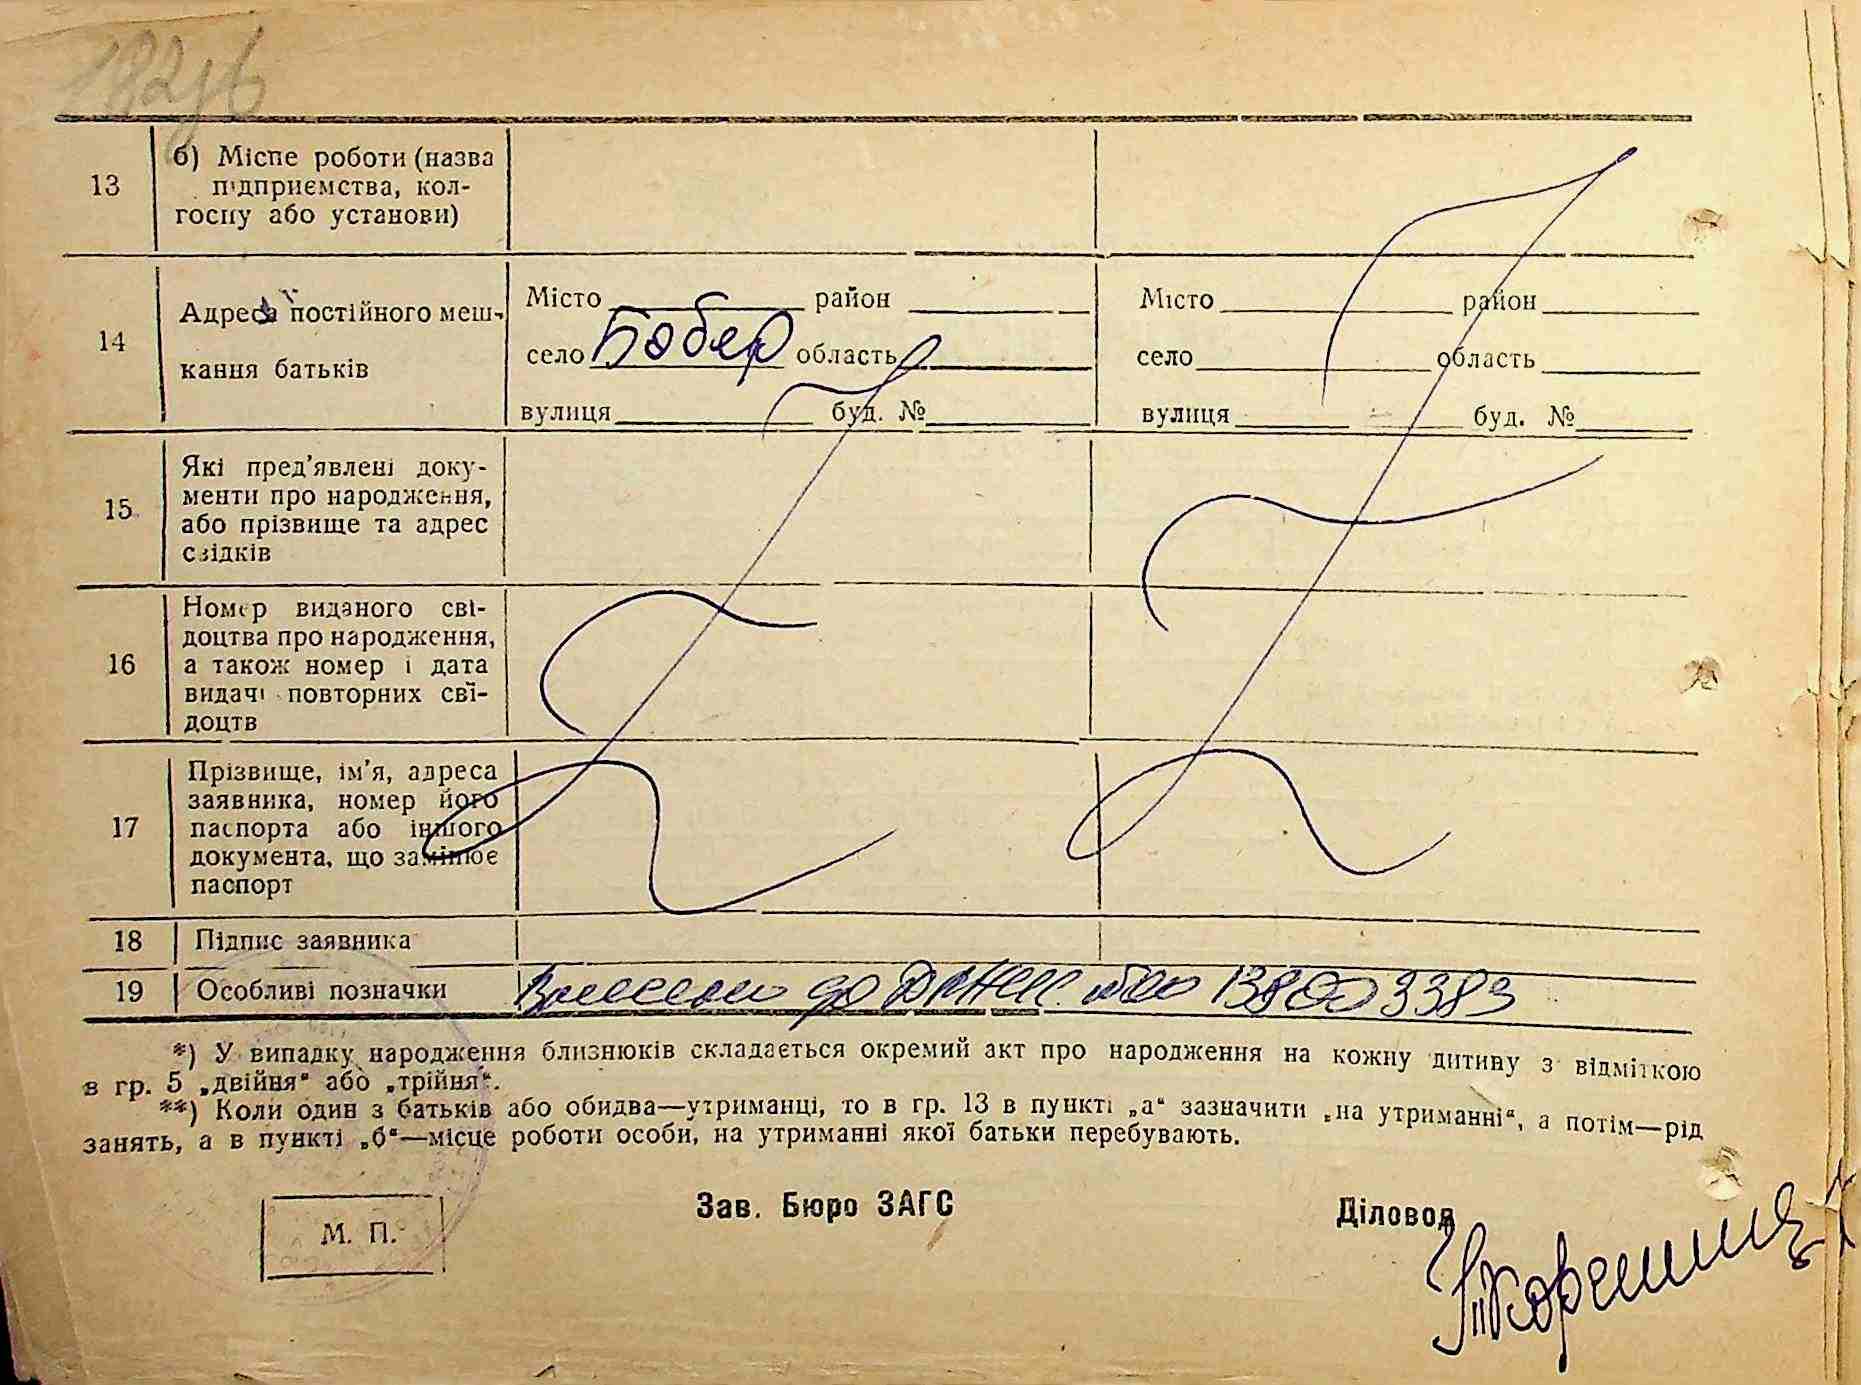 13
б) Місце роботи (назва
підприємства, кол-
госпу або установи)
14
Адреса постійного меш-
кання батьків
Місто район
село Бобер область
вулиця буд. №
Місто район
село область
вулиця буд. №
15
Які пред'явлені доку-
менти про народження,
або прізвище та адрес
свідків
16
Номер виданого сві-
доцтва про народження,
а також номер і дата
видачі повторних сві-
доцтв
17
Прізвище, ім'я, адреса
заявника, номер його
паспорта або іншого
документа, що замінює
паспорт
18 Підпис заявника
19 Особливі позначки Внесено до 138003383
*) У випадку народження близнюків складається окремий акт про народження на кожну дитину з відміткою
в гр. 5 „двійня“ або „трійня“.
**) Коли один з батьків або обидва—утриманці, то в гр. 13 в пункті „а“ зазначити „на утриманні“, а потім—рід
занять, а в пункті „б“—місце роботи особи, на утриманні якої батьки перебувають.
М. П.
Зав. Бюро ЗАГС
Діловод